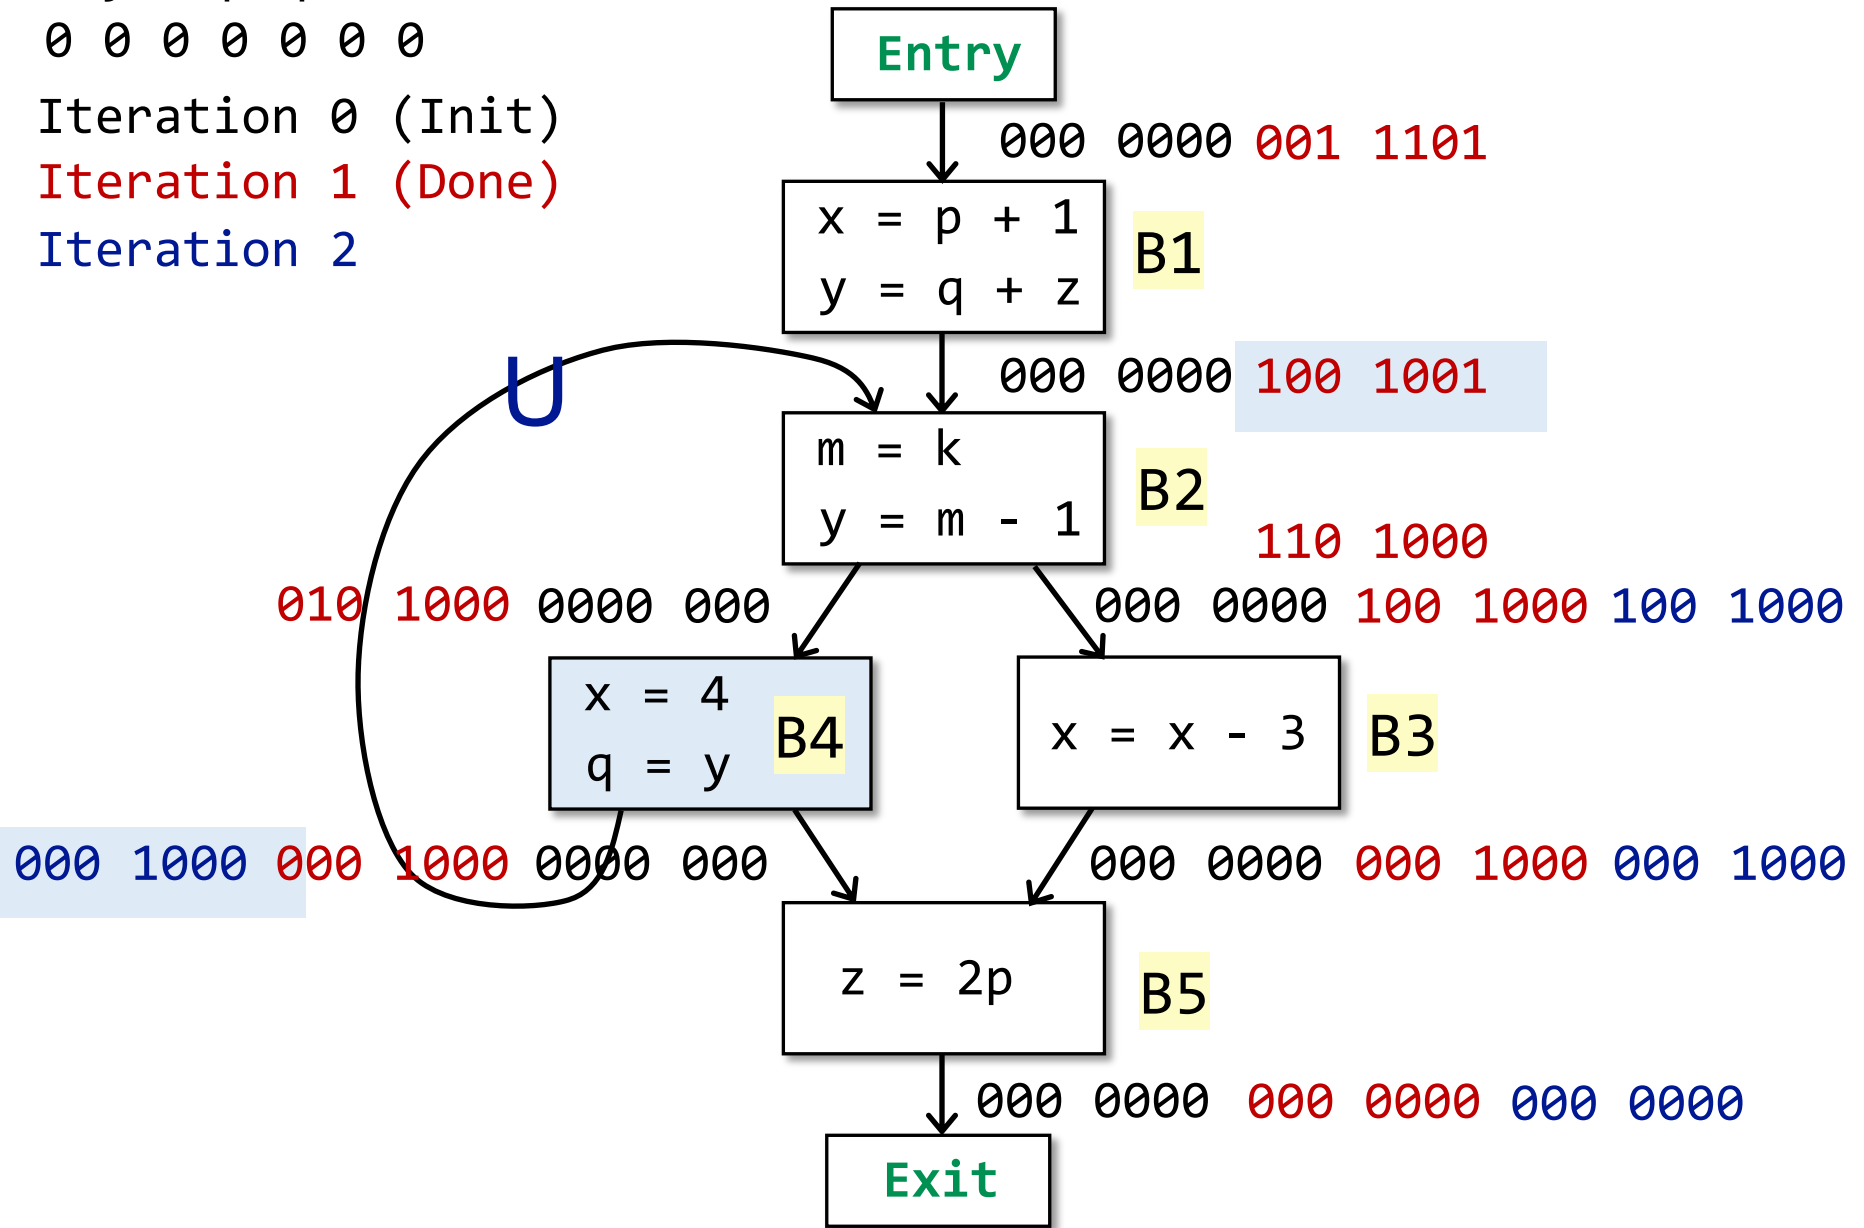 0 0 0 0 0 0 0
Iteration 0 (Init)
Iteration 1 (Done)
Iteration 2
Entry
000 0000 001 1101
x = p + 1
y = q + z
B1
U
000 0000 100 1001
m = k
y = m - 1
B2
110 1000
010 1000 0000 000
000 0000 100 1000 100 1000
x = 4
q = y
B4
x = x - 3
B3
000 1000 000 1000 0000 000
000 0000 000 1000 000 1000
z = 2p
B5
000 0000 000 0000 000 0000
Exit